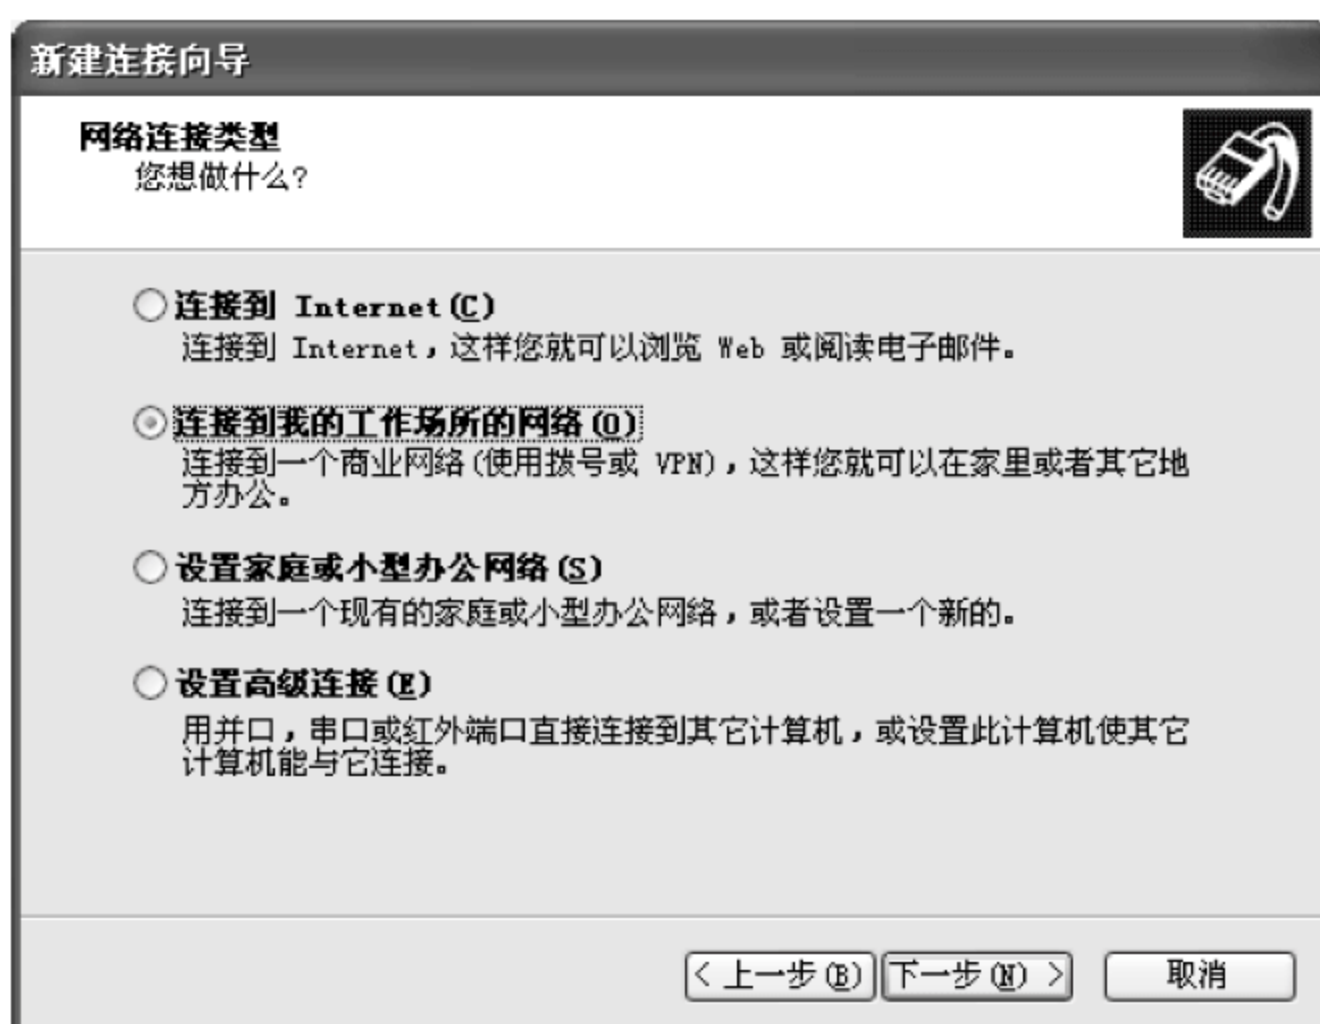 新建连接向导
网络连接类型
您想做什么?
连接到 Internet(C)
连接到 Internet，这样您就可以浏览 Web 或阅读电子邮件。
连接到我的工作场所的网络(O)
连接到一个商业网络(使用拨号或 VPN)，这样您就可以在家里或者其它地
方办公。
设置家庭或小型办公网络(S)
连接到一个现有的家庭或小型办公网络，或者设置一个新的。
设置高级连接(E)
用并口，串口或红外端口直接连接到其它计算机，或设置此计算机使其它
计算机能与它连接。
< 上一步(B) 下一步(N) > 取消